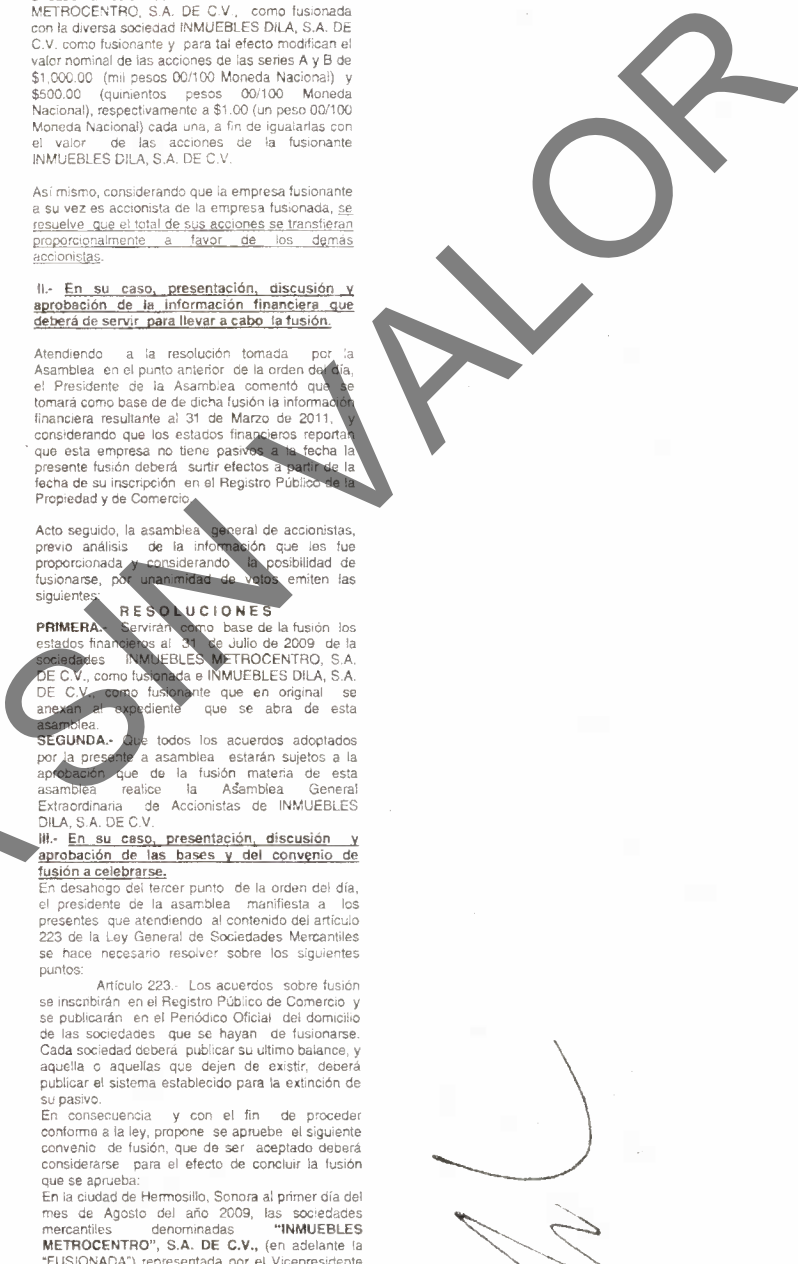 METROCENTRO, S.A. DE C.V., como fusionada
con la diversa sociedad INMUEBLES DILA, S.A. DE
C.V. como fusionante y para tal efecto modifican el
valor nominal de las acciones de las series A y B de
$1,000.00 (mil pesos 00/100 Moneda Nacional) y
$500.00 (quinientos pesos 00/100 Moneda
Nacional), respectivamente a $1.00 (un peso 00/100
Moneda Nacional) cada una, a fin de igualarlas con
el valor de las acciones de la fusionante
INMUEBLES DILA, S.A. DE C.V.
Así mismo, considerando que la empresa fusionante
a su vez es accionista de la empresa fusionada, se
resuelve que el total de sus acciones se transfieran
proporcionalmente a favor de los demás
accionistas.
II.- En su caso, presentación, discusión y
aprobación de la información financiera que
deberá de servir para llevar a cabo la fusión.
Atendiendo a la resolución tomada por la
Asamblea en el punto anterior de la orden del día,
el Presidente de la Asamblea comentó que se
tomará como base de de dicha fusión la información
financiera resultante al 31 de Marzo de 2011, y
considerando que los estados financieros reportan
que esta empresa no tiene pasivos a la fecha la
presente fusión deberá surtir efectos a partir de la
fecha de su inscripción en el Registro Público de la
Propiedad y de Comercio.
Acto seguido, la asamblea general de accionistas,
previo análisis de la información que les fue
proporcionada y considerando la posibilidad de
fusionarse, por unanimidad de votos emiten las
siguientes:
RESOLUCIONES
PRIMERA.- Servirán como base de la fusión los
estados financieros al 31 de Julio de 2009 de la
sociedades INMUEBLES METROCENTRO, S.A.
DE C.V., como fusionada e INMUEBLES DILA, S.A.
DE C.V., como fusionante que en original se
anexan al expediente que se abra de esta
asamblea.
SEGUNDA.- Que todos los acuerdos adoptados
por la presente a asamblea estarán sujetos a la
aprobación que de la fusión materia de esta
asamblea realice la Asamblea General
Extraordinaria de Accionistas de INMUEBLES
DILA, S.A. DE C.V.
III.- En su caso, presentación, discusión y
aprobación de las bases y del convenio de
fusión a celebrarse.
En desahogo del tercer punto de la orden del día,
el presidente de la asamblea manifiesta a los
presentes que atendiendo al contenido del artículo
223 de la Ley General de Sociedades Mercantiles
se hace necesario resolver sobre los siguientes
puntos:
Artículo 223.- Los acuerdos sobre fusión
se inscribirán en el Registro Público de Comercio y
se publicarán en el Periódico Oficial del domicilio
de las sociedades que se hayan de fusionarse.
Cada sociedad deberá publicar su ultimo balance, y
aquella o aquellas que dejen de existir, deberá
publicar el sistema establecido para la extinción de
su pasivo.
En consecuencia y con el fin de proceder
conforme a la ley, propone se apruebe el siguiente
convenio de fusión, que de ser aceptado deberá
considerarse para el efecto de concluir la fusión
que se aprueba:
En la ciudad de Hermosillo, Sonora al primer día del
mes de Agosto del año 2009, las sociedades
mercantiles denominadas "INMUEBLES
METROCENTRO", S.A. DE C.V., (en adelante la
"FUSIONADA") representada por el Vicepresidente
SIN VALOR